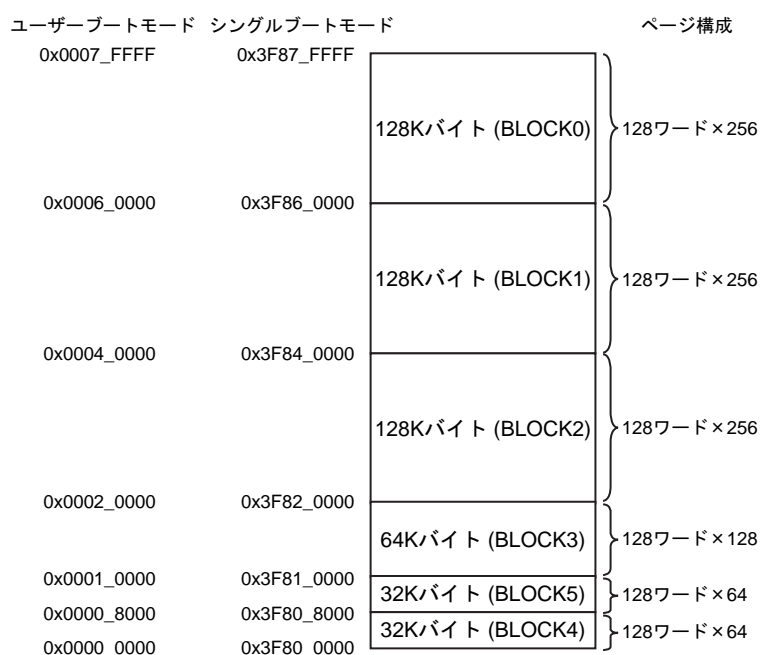 ユーザーブートモード シングルブートモード ページ構成
0x0007_FFFF 0x3F87_FFFF
128Kバイト (BLOCK0) 128ワード×256
0x0006_0000 0x3F86_0000
128Kバイト (BLOCK1) 128ワード×256
0x0004_0000 0x3F84_0000
128Kバイト (BLOCK2) 128ワード×256
0x0002_0000 0x3F82_0000
64Kバイト (BLOCK3) 128ワード×128
0x0001_0000 0x3F81_0000
32Kバイト (BLOCK5) 128ワード×64
0x0000_8000 0x3F80_8000
32Kバイト (BLOCK4) 128ワード×64
0x0000_0000 0x3F80_0000